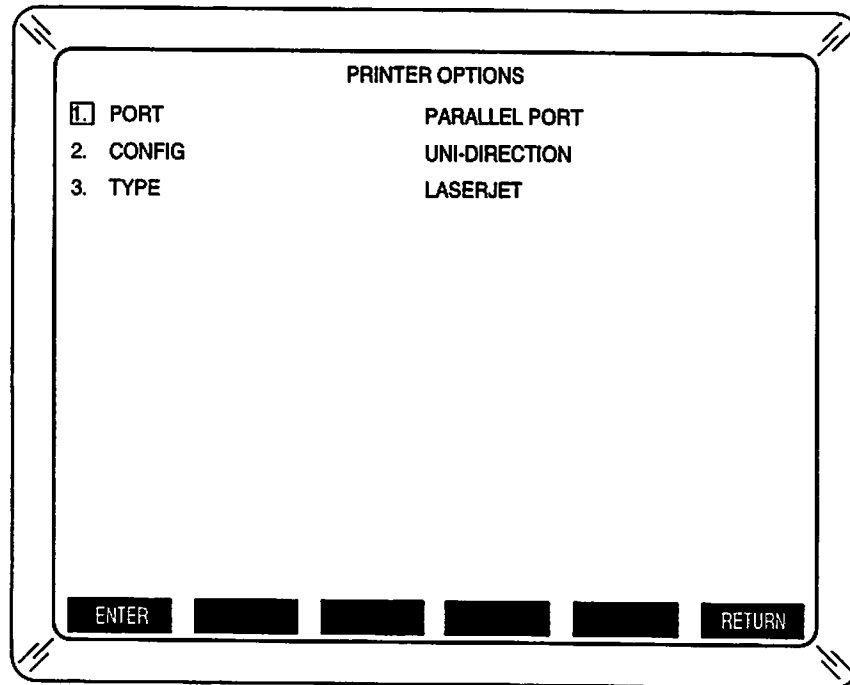 PRINTER OPTIONS
1. PORT PARALLEL PORT
2. CONFIG UNI-DIRECTION
3. TYPE LASERJET
ENTER RETURN